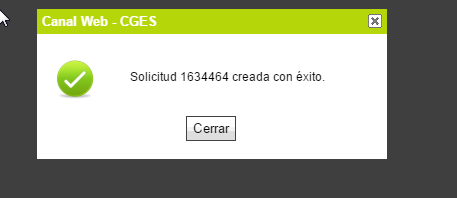 Canal Web - CGES
Solicitud 1634464 creada con éxito.
Cerrar